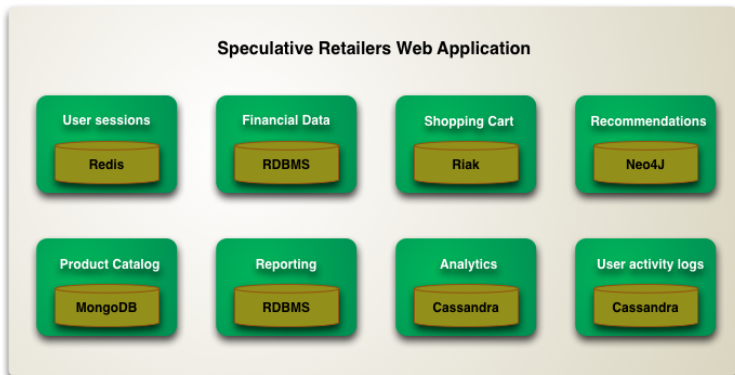 Speculative Retailers Web Application
User sessions
Redis
Financial Data
RDBMS
Shopping Cart
Riak
Recommendations
Neo4J
Product Catalog
MongoDB
Reporting
RDBMS
Analytics
Cassandra
User activity logs
Cassandra